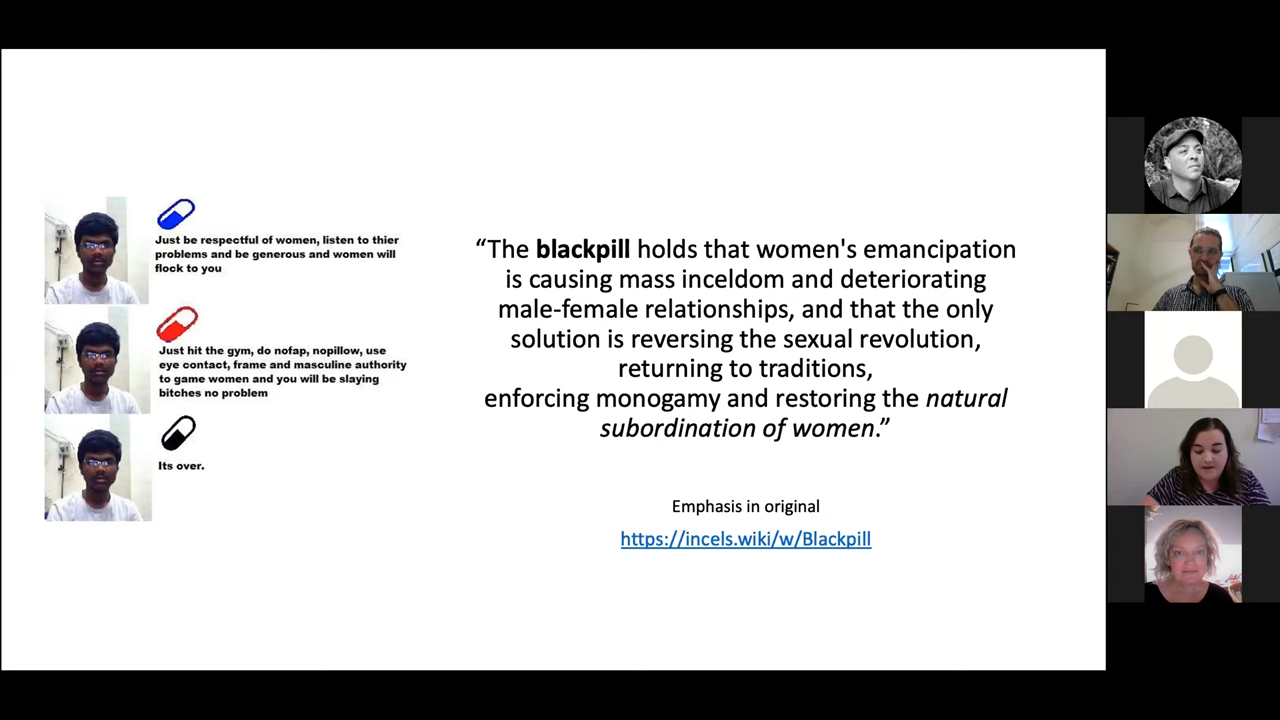 Just be respectful of women, listen to thier
problems and be generous and women will
flock to you
Just hit the gym, do nofap, nopillow, use
eye contact, frame and masculine authority
to game women and you will be slaying
bitches no problem
Its over.
“The blackpill holds that women's emancipation
is causing mass inceldom and deteriorating
male-female relationships, and that the only
solution is reversing the sexual revolution,
returning to traditions,
enforcing monogamy and restoring the natural
subordination of women.”
Emphasis in original
https://incels.wiki/w/Blackpill